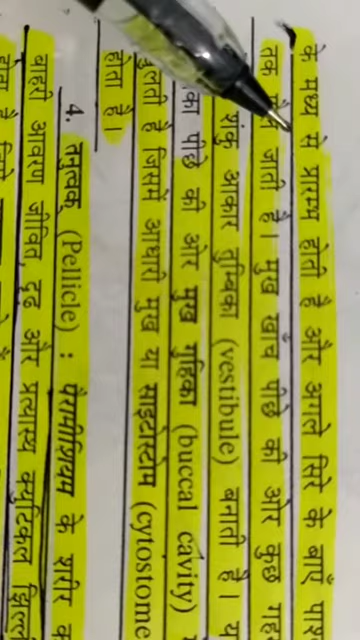 के मध्य से प्रारम्भ होती है और अगले सिरे के बाएँ
तक जाती है। मुख खाँच पीछे की ओर कुछ
शंकु आकार तुम्बिका (vestibule) बनाती है।
का पीछे की ओर मुख गुहिका (buccal cavity)
खुलती है जिसमें आधारी मुख या साइटोस्टोम (cytostome
होता है।
4. तनुत्वक् (Pellicle) : पैरामीशियम के शरीर
बाहरी आवरण जीवित, दृढ़ और प्रत्यास्थ क्युटिकल